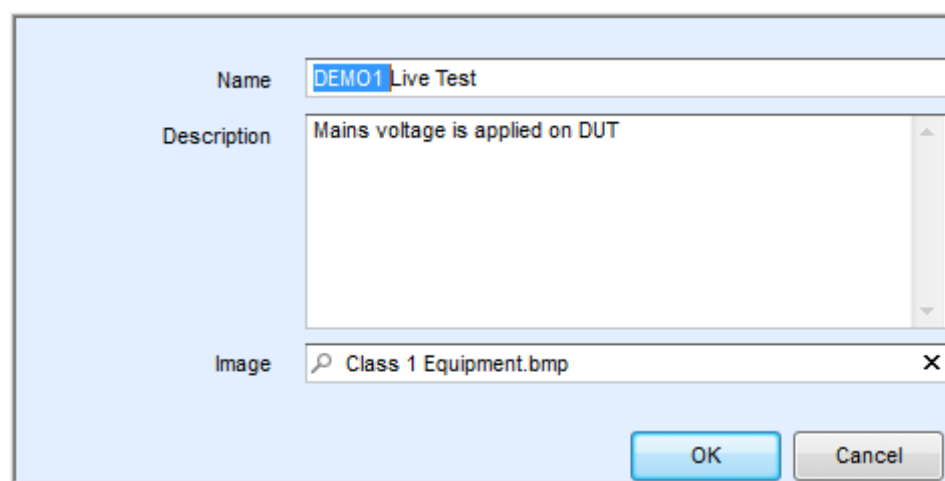 Name
DEMO1 Live Test
Description
Mains voltage is applied on DUT
Image
Class 1 Equipment.bmp
OK
Cancel